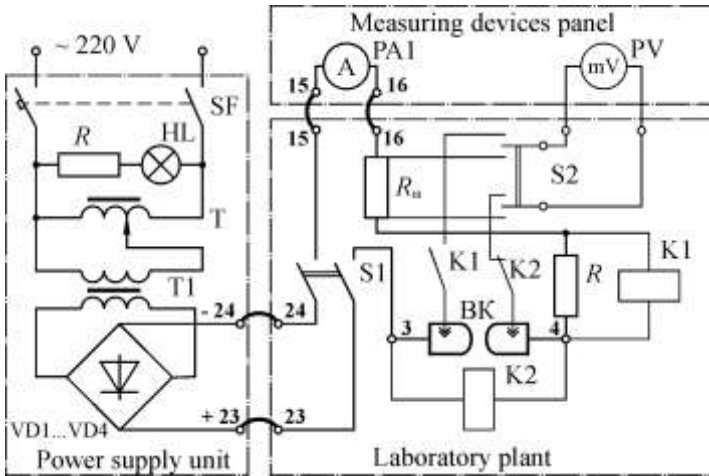 Measuring devices panel
~ 220 V
PA1
PV
A
mV
15
16
SF
15
16
R
HL
S2
Rш
T
K1
K2
K1
T1
S1
R
- 24
24
BK
3
4
K2
+ 23
23
VD1...VD4
Power supply unit
Laboratory plant